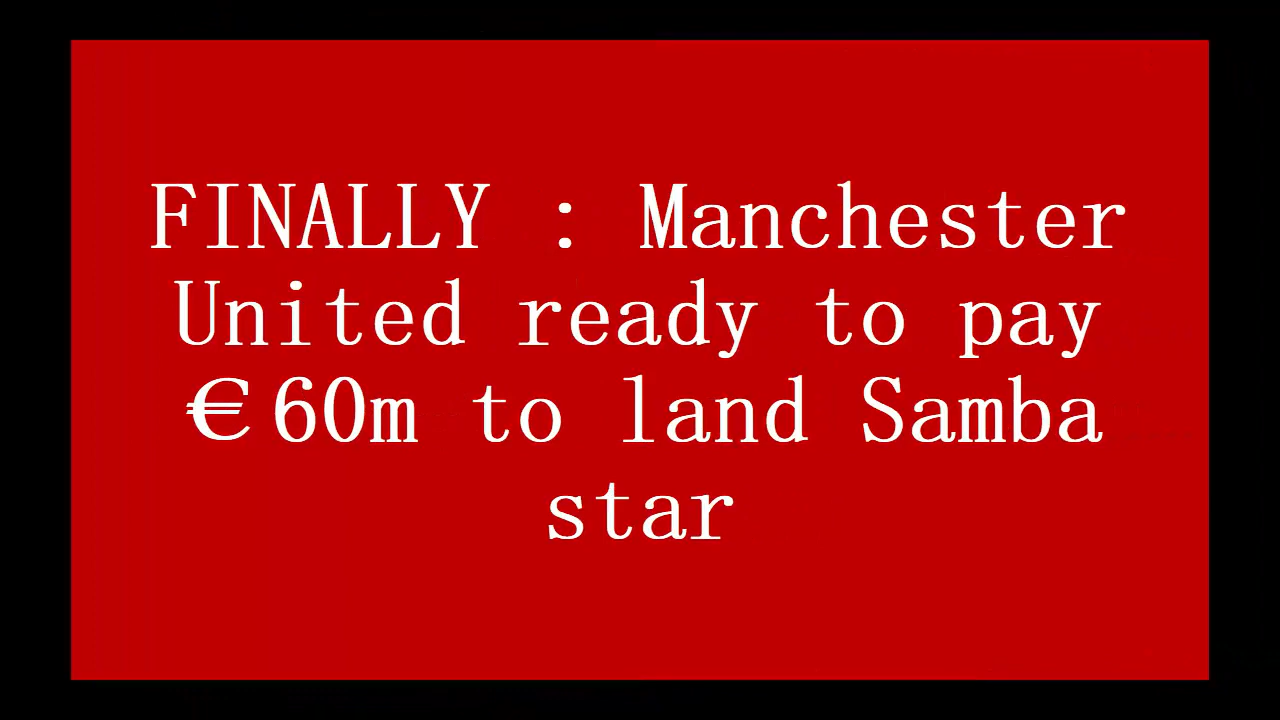 FINALLY : Manchester
United ready to pay
€60m to land Samba
star